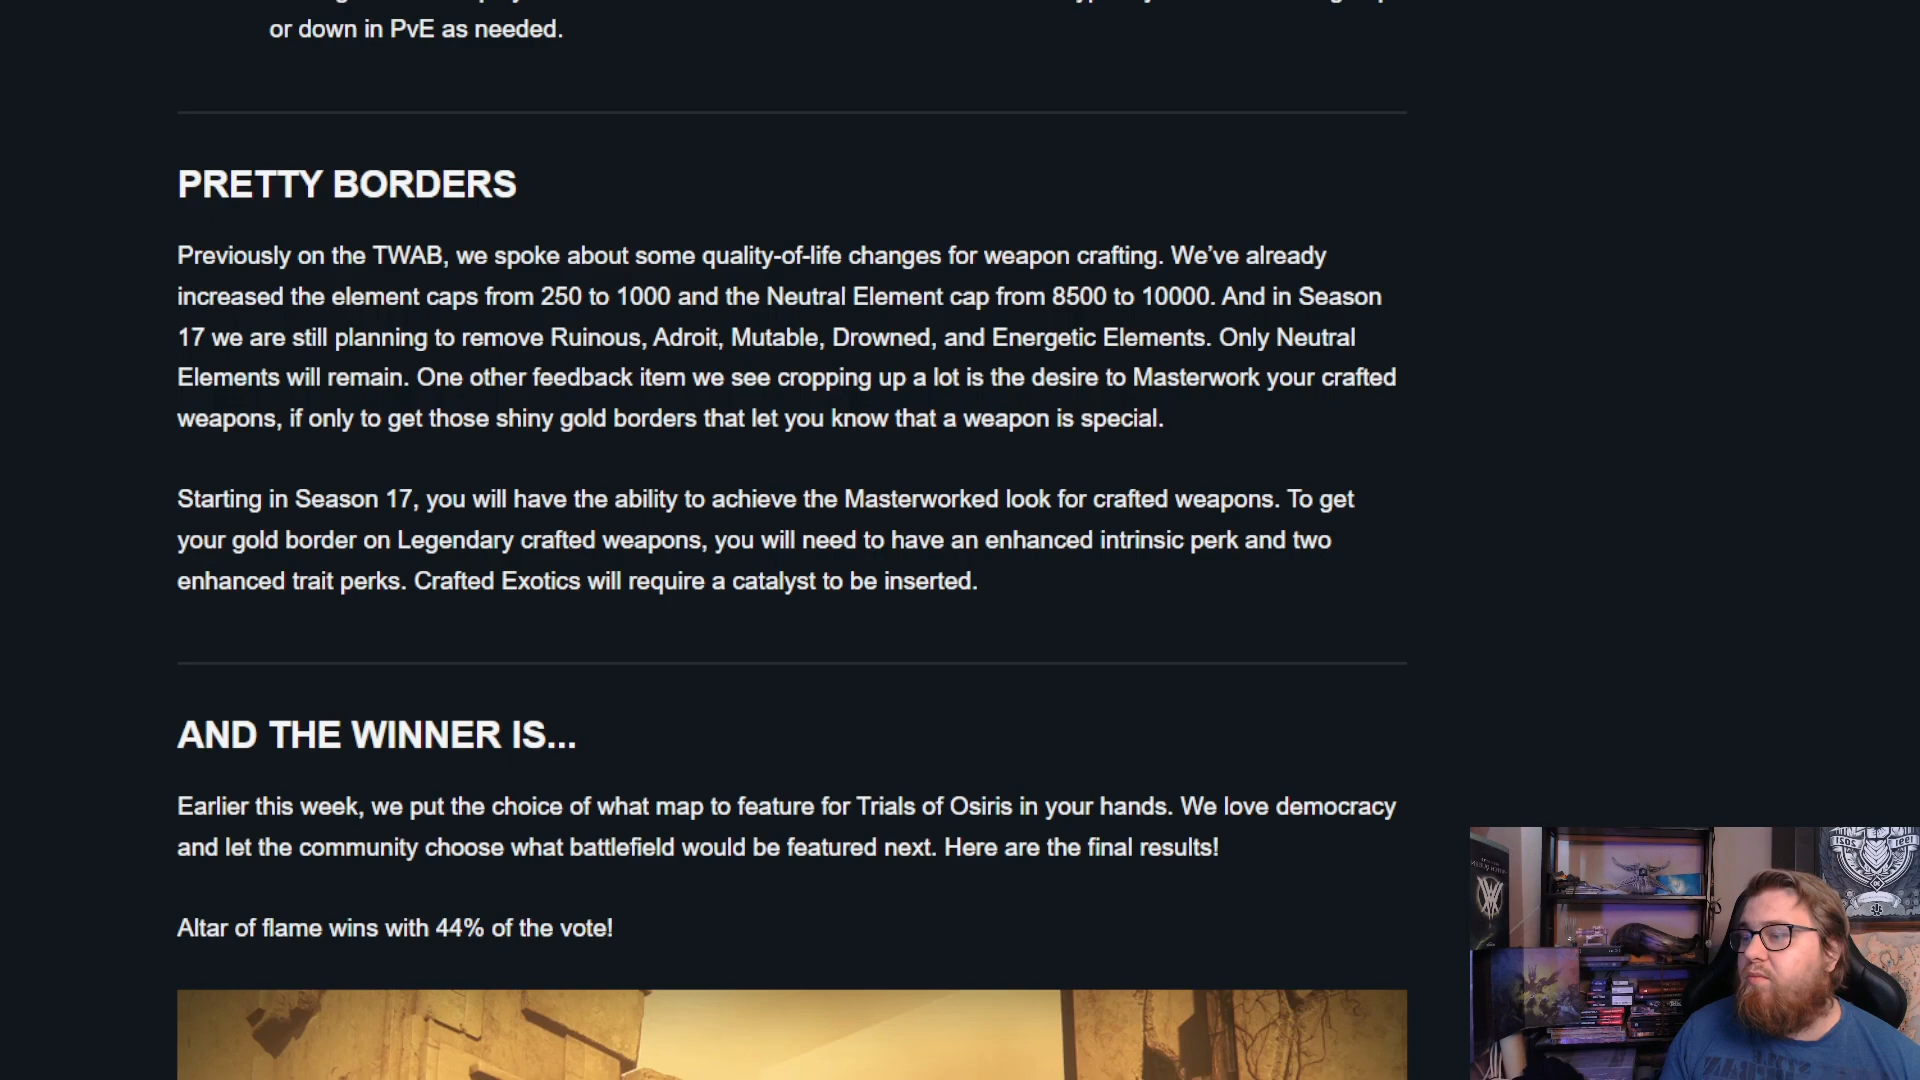 or down in PvE as needed.
PRETTY BORDERS
Previously on the TWAB, we spoke about some quality-of-life changes for weapon crafting. We’ve already
increased the element caps from 250 to 1000 and the Neutral Element cap from 8500 to 10000. And in Season
17 we are still planning to remove Ruinous, Adroit, Mutable, Drowned, and Energetic Elements. Only Neutral
Elements will remain. One other feedback item we see cropping up a lot is the desire to Masterwork your crafted
weapons, if only to get those shiny gold borders that let you know that a weapon is special.
Starting in Season 17, you will have the ability to achieve the Masterworked look for crafted weapons. To get
your gold border on Legendary crafted weapons, you will need to have an enhanced intrinsic perk and two
enhanced trait perks. Crafted Exotics will require a catalyst to be inserted.
AND THE WINNER IS...
Earlier this week, we put the choice of what map to feature for Trials of Osiris in your hands. We love democracy
and let the community choose what battlefield would be featured next. Here are the final results!
Altar of flame wins with 44% of the vote!